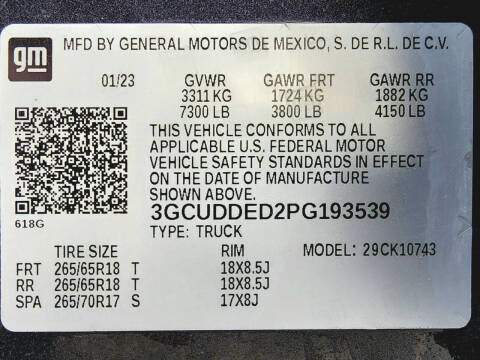 gm MFD BY GENERAL MOTORS DE MEXICO, S. DE R.L. DE C.V.
01/23 GVWR GAWR FRT GAWR RR
3311 KG 1724 KG 1882 KG
7300 LB 3800 LB 4150 LB
THIS VEHICLE CONFORMS TO ALL
APPLICABLE U.S. FEDERAL MOTOR
VEHICLE SAFETY STANDARDS IN EFFECT
ON THE DATE OF MANUFACTURE
SHOWN ABOVE.
3GCUDDED2PG193539
618G
TYPE: TRUCK
TIRE SIZE RIM MODEL: 29CK10743
FRT 265/65R18 T 18X8.5J
RR 265/65R18 T 18X8.5J
SPA 265/70R17 S 17X8J